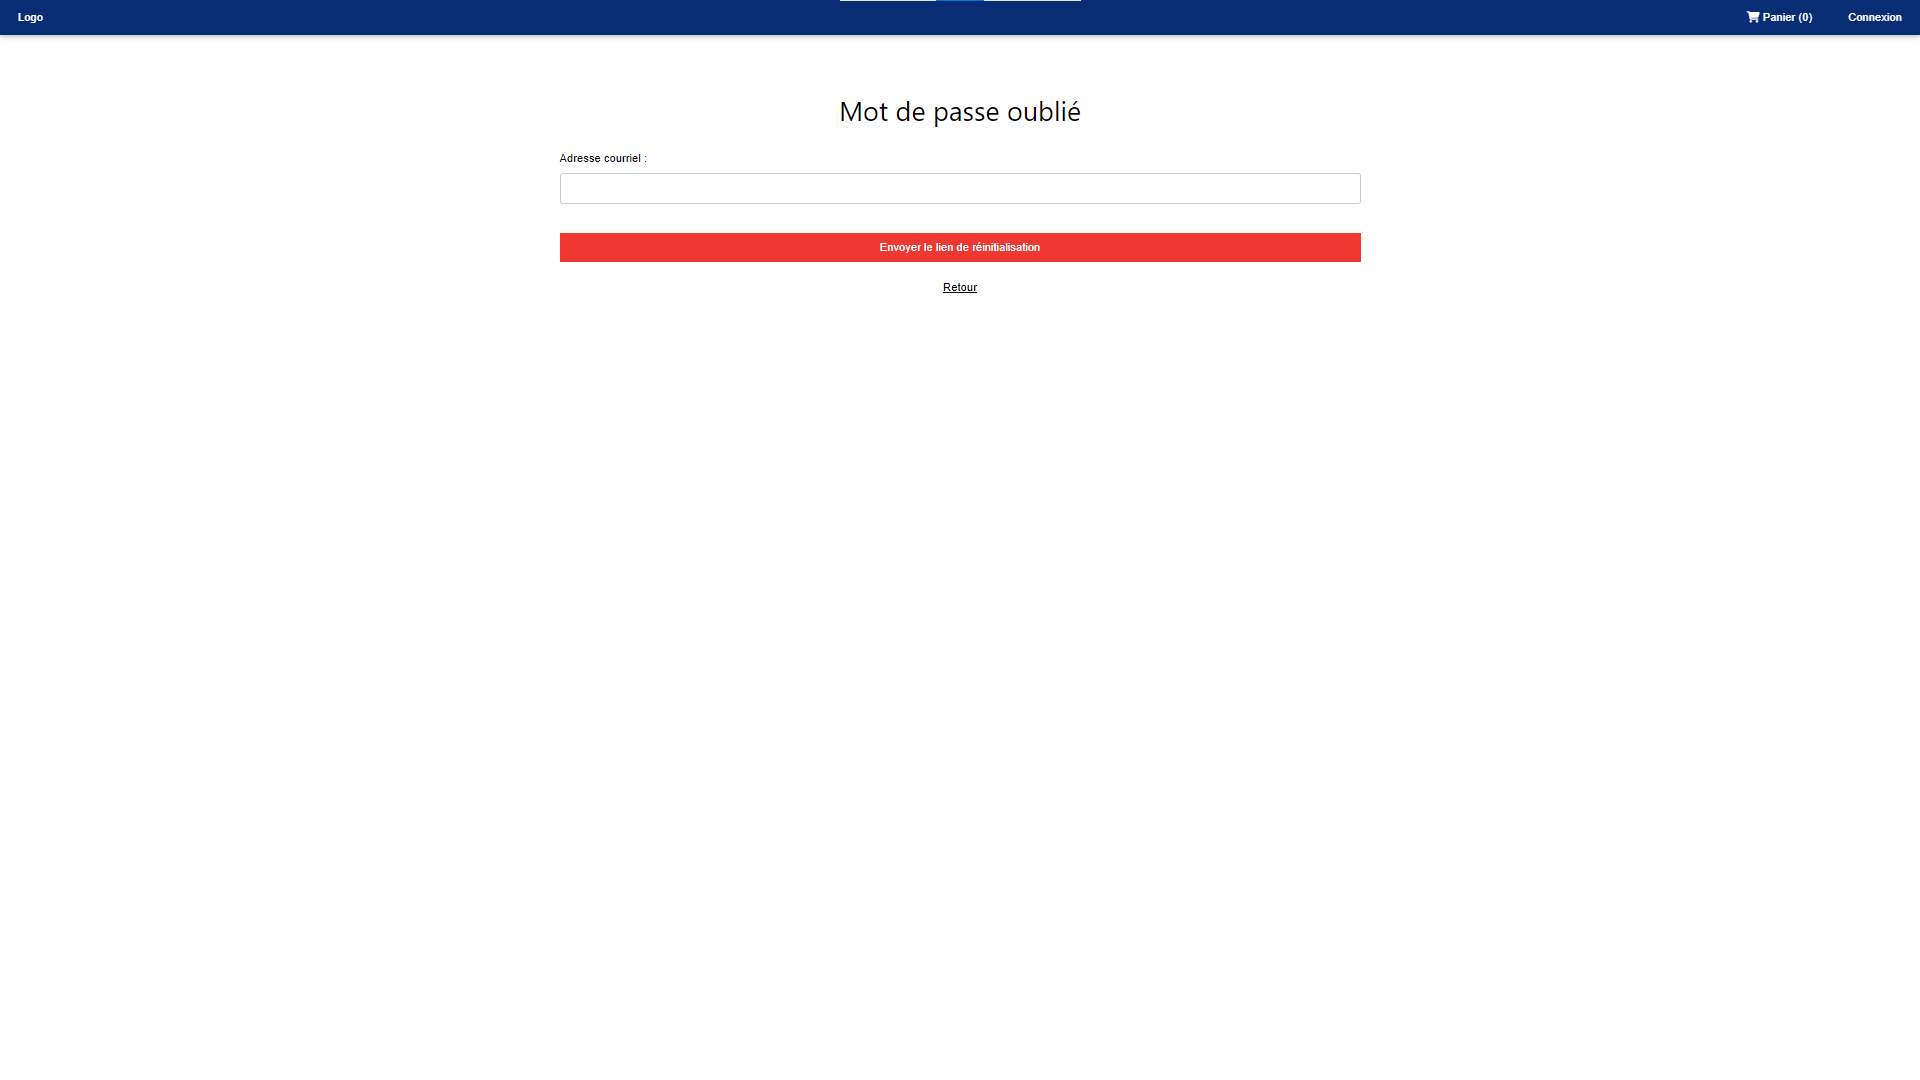 Logo
Panier (0)
Connexion
Mot de passe oublié
Adresse courriel :
Envoyer le lien de réinitialisation
Retour